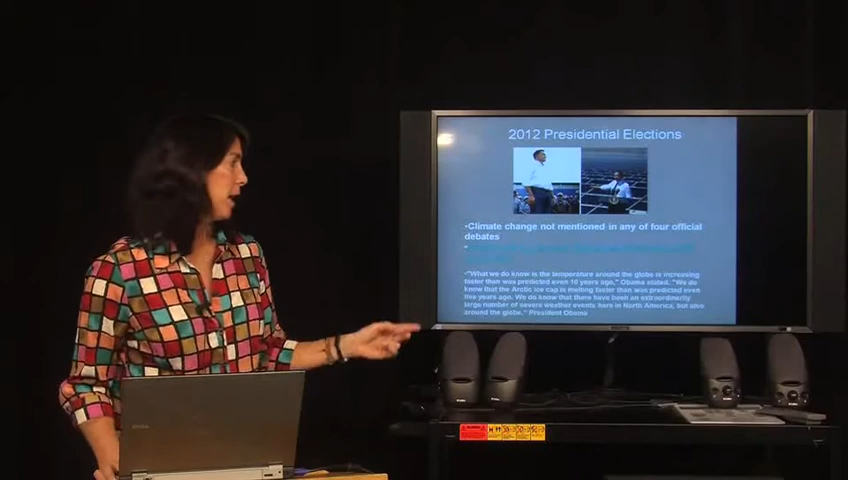 2012 Presidential Elections
•Climate change not mentioned in any of four official
debates
•"What we do know is the temperature around the globe is increasing
faster than was predicted even 10 years ago," Obama stated. "We do
know that the Arctic ice cap is melting faster than was predicted even
five years ago. We do know that there have been an extraordinarily
large number of severe weather events here in North America, but also
around the globe." President Obama